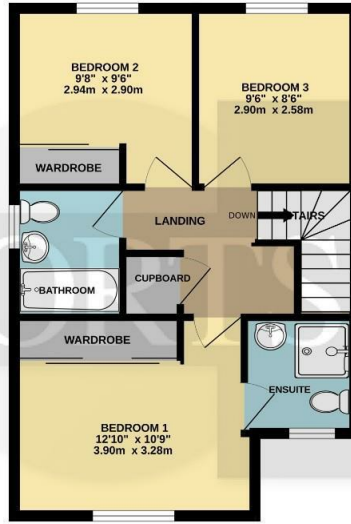 BEDROOM 2
9'8" x 9'6"
2.94m x 2.90m
BEDROOM 3
9'6" x 8'6"
2.90m x 2.58m
WARDROBE
LANDING
DOWN
TAIRS
CUPBOARD
BATHROOM
WARDROBE
ENSUITE
BEDROOM 1
12'10" x 10'9"
3.90m x 3.28m